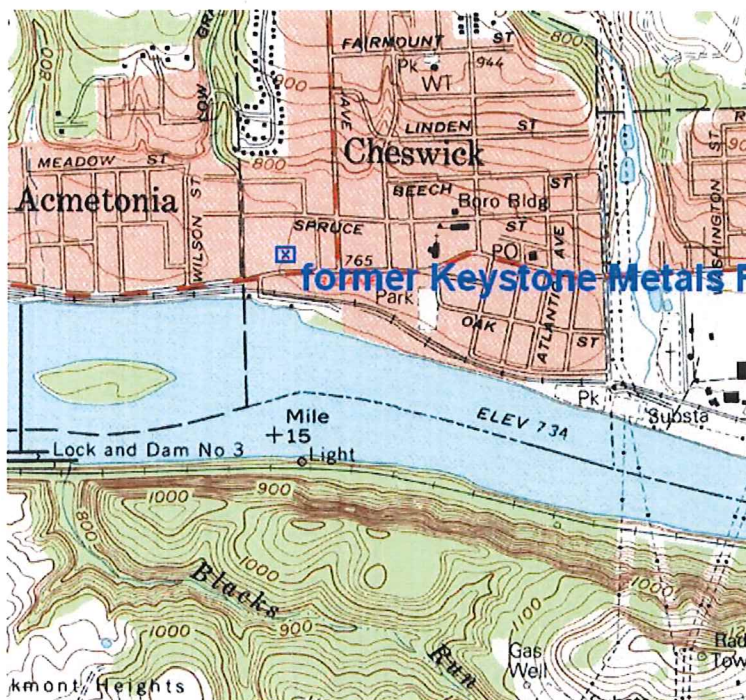 FAIRMOUNT ST
800
Pk
WT
944
800
LOW
900
AVE
LINDEN ST
Cheswick
MEADOW ST
800
Acmetonia
WILSON ST
BEECH ST
Boro Bldg
SPRUCE ST
PO
WASHINGTON ST
765
former Keystone Metals R
Park
ATLANTIC AVE
OAK ST
Pk
Substa
Mile
15
ELEV 734
Lock and Dam No 3
Light
1000
900
800
1000
Blacks Run
1000
900
1000
1100
Gas
Well
Rad
Tow
kmont Heights